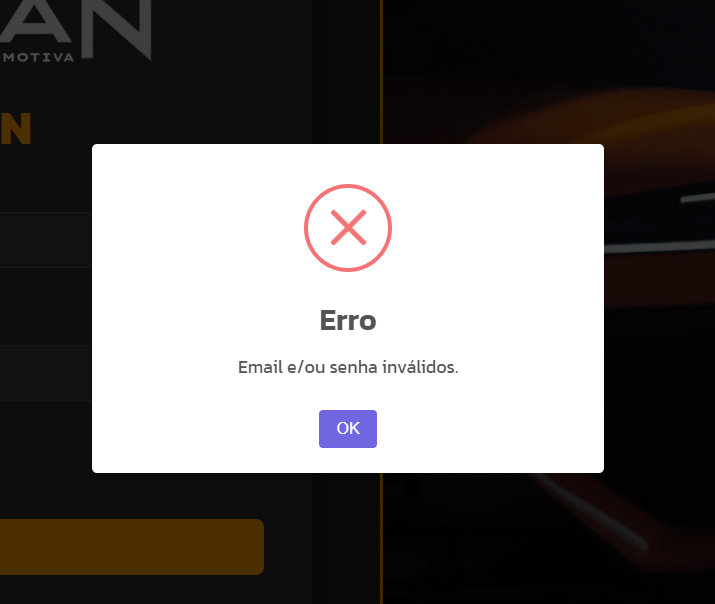 AN
MOTIVA
N
Erro
Email e/ou senha inválidos.
OK